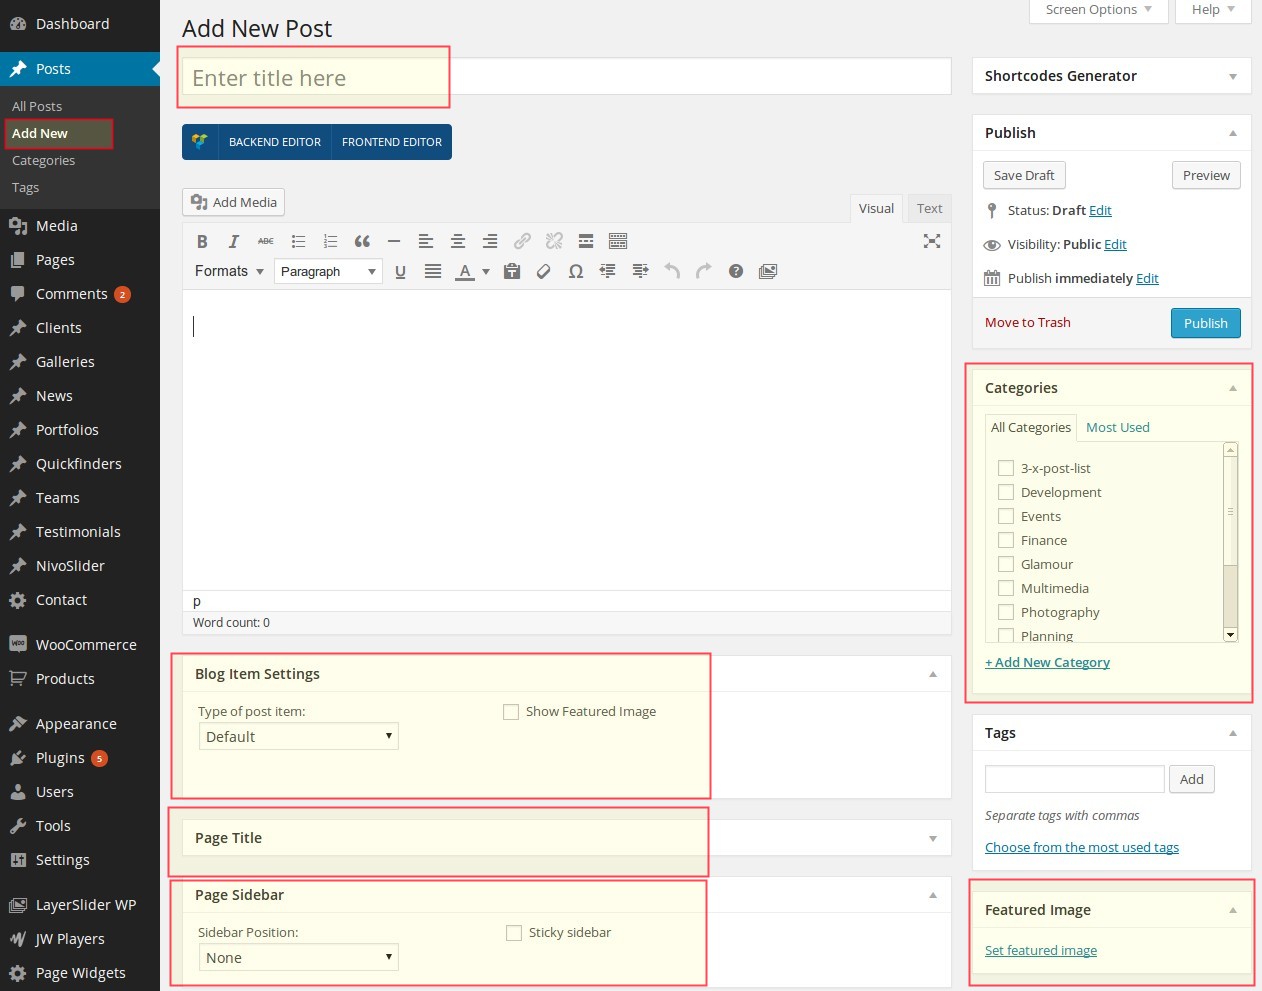 Dashboard
Posts
All Posts
Add New
Categories
Tags
Media
Pages
Comments 2
Clients
Galleries
News
Portfolios
Quickfinders
Teams
Testimonials
NivoSlider
Contact
WOO WooCommerce
Products
Appearance
Plugins 5
Users
Tools
Settings
LayerSlider WP
JW Players
Page Widgets
Screen Options Help
Add New Post
Enter title here
BACKEND EDITOR FRONTEND EDITOR
Add Media
Visual Text
B I ABC
Formats Paragraph U A Ω ?
p
Word count: 0
Blog Item Settings
Type of post item: Show Featured Image
Default
Page Title
Page Sidebar
Sidebar Position: Sticky sidebar
None
Shortcodes Generator
Publish
Save Draft Preview
Status: Draft Edit
Visibility: Public Edit
Publish immediately Edit
Move to Trash Publish
Categories
All Categories Most Used
3-x-post-list
Development
Events
Finance
Glamour
Multimedia
Photography
Planning
+ Add New Category
Tags
Add
Separate tags with commas
Choose from the most used tags
Featured Image
Set featured image